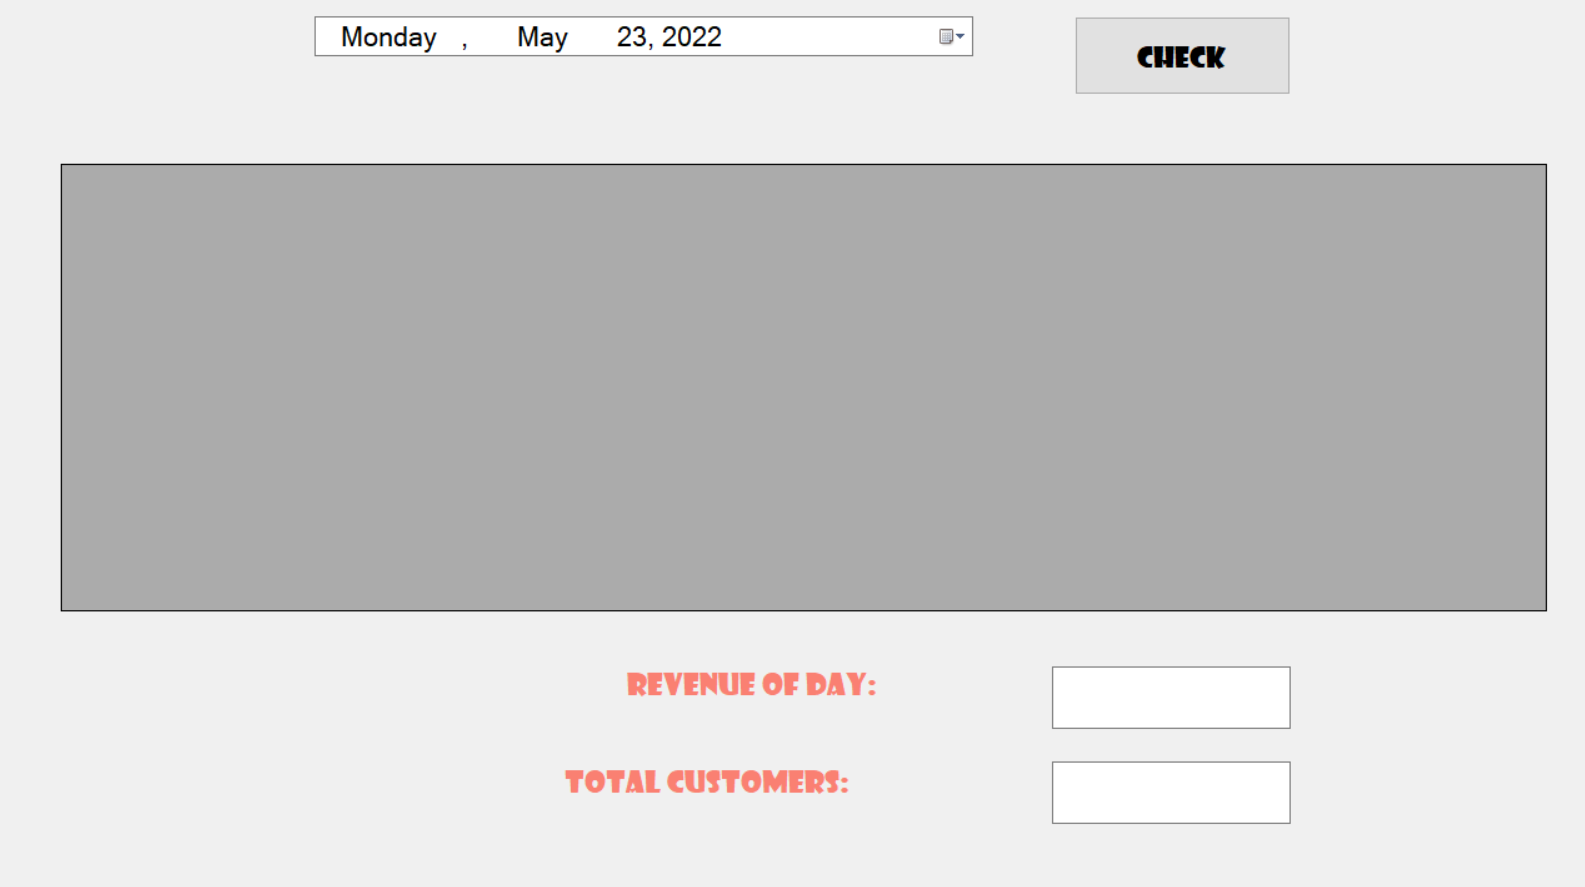 Monday , May 23, 2022
CHECK
REVENUE OF DAY:
TOTAL CUSTOMERS: